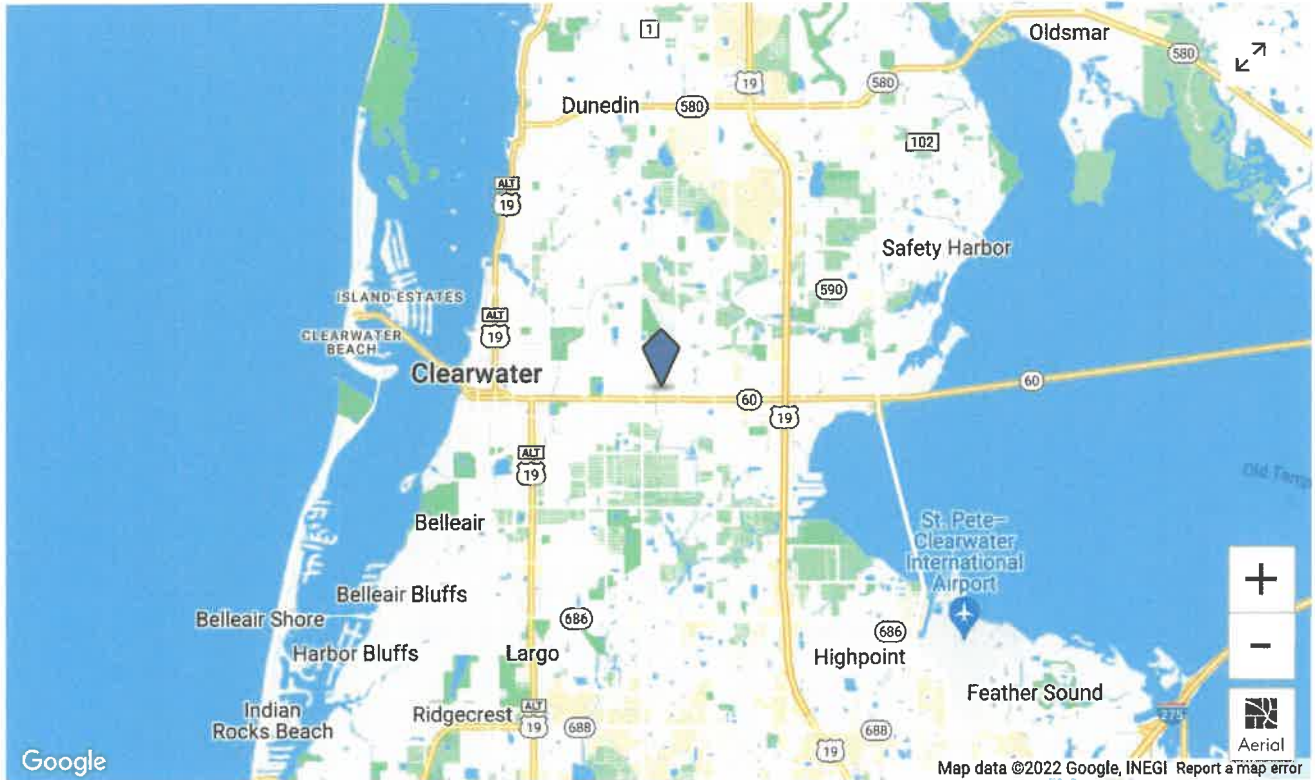 Oldsmar
1
580
19
580
Dunedin
580
102
ALT
19
Safety Harbor
590
ISLAND ESTATES
ALT
19
CLEARWATER
BEACH
Clearwater
60
60
19
ALT
19
Old Tamp
Belleair
St. Pete–
Clearwater
International
Airport
Belleair Bluffs
Belleair Shore
686
686
Harbor Bluffs
Largo
Highpoint
Feather Sound
Indian
Rocks Beach
Ridgecrest
ALT
19
688
688
19
275
+
−
Aerial
Google
Map data ©2022 Google, INEGI Report a map error